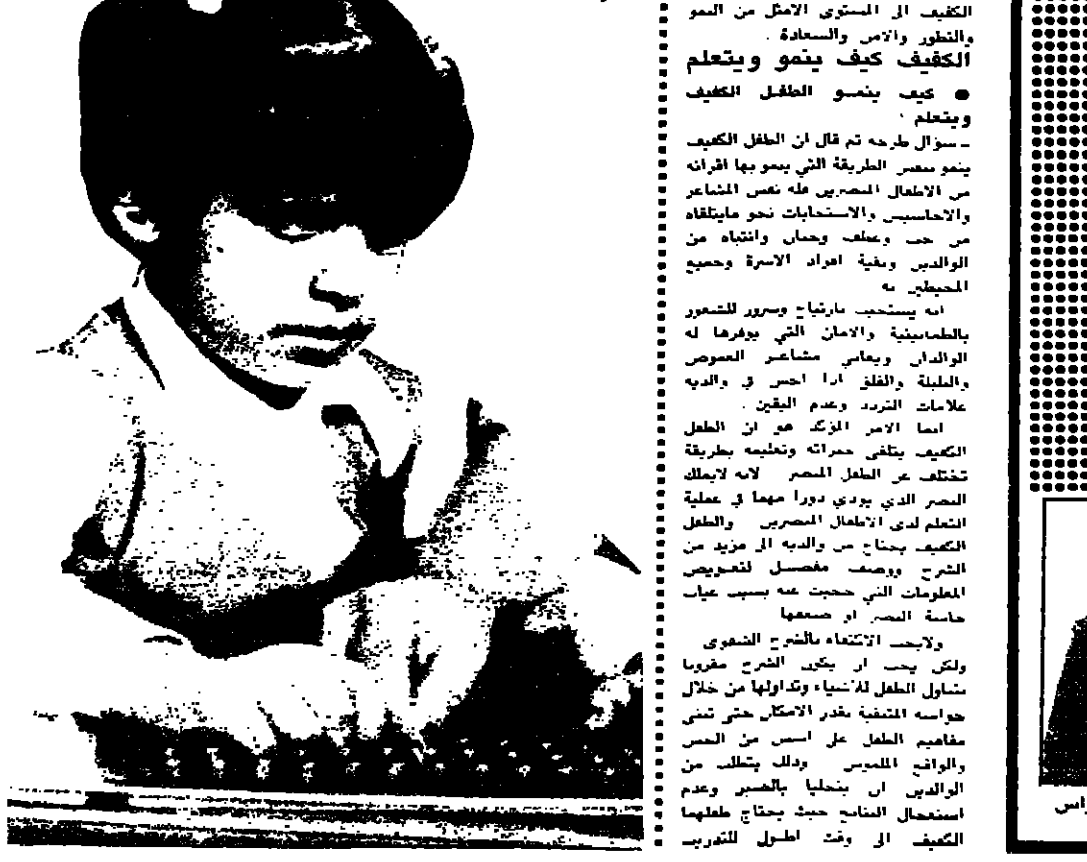 الكفيف الى المستوى الامثل من النمو
والتطور والامن والسعادة .
الكفيف كيف ينمو ويتعلم
● كيف ينمو الطفل الكفيف
ويتعلم ؟
ـ سؤال طرحه ثم قال ان الطفل الكفيف
ينمو بنفس الطريقة التي ينمو بها اقرانه
من الاطفال المبصرين فله نفس المشاعر
والاحاسيس والاستجابات نحو مايتلقاه
من حب وعطف وحنان وانتباه من
الوالدين وبقية افراد الاسرة وجميع
المحيطين به
انه يستجيب بارتياح وسرور للشعور
بالطمانينية والامان التي يوفرها له
الوالدان ويعاني مشاعر الغموض
والبلبلة والقلق اذا احس في والديه
علامات التردد وعدم اليقين .
انما الامر المؤكد هو ان الطفل
الكفيف يتلقى خبراته وتعليمه بطريقة
تختلف عن الطفل المبصر لانه لايملك
البصر الذي يودي دورا مهما في عملية
التعلم لدى الاطفال المبصرين والطفل
الكفيف يحتاج من والديه الى مزيد من
الشرح ووصف مفصل لتعويض
المعلومات التي حجبت عنه بسبب غياب
حاسة البصر او ضعفها
ولايجب الاكتفاء بالشرح الشفوى
ولكن يجب ان يكون الشرح مقرونا
بتناول الطفل للاشياء وتداولها من خلال
حواسه المتبقية بقدر الامكان حتى تبنى
مفاهيم الطفل على اسس من الحس
والواقع الملموس وذلك يتطلب من
الوالدين ان يتحليا بالصبر وعدم
استعجال النتائج حيث يحتاج طفلهما
الكفيف الى وقت اطول للتدريب